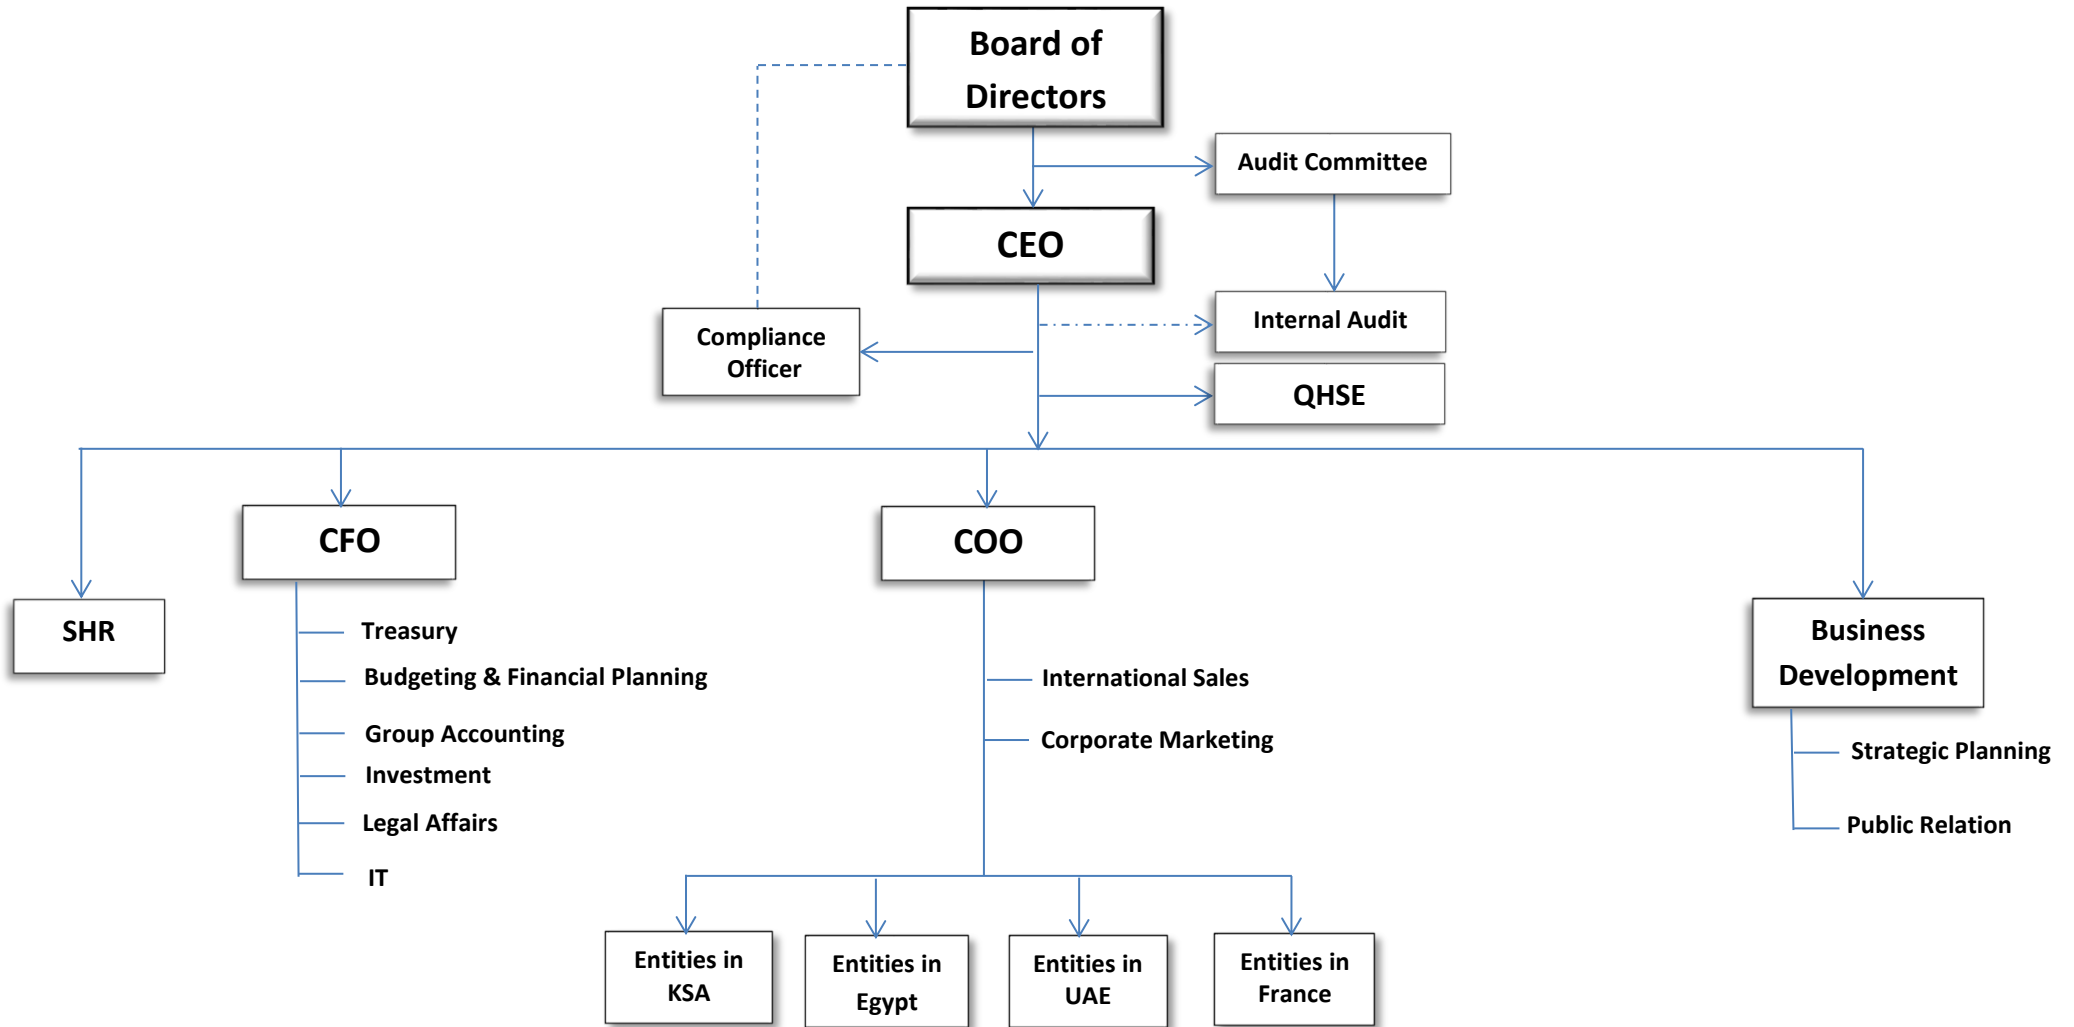 Board of
Directors
Audit Committee
CEO
Compliance
Officer
Internal Audit
QHSE
CFO
COO
SHR
Business
Development
Treasury
Budgeting & Financial Planning
Group Accounting
Investment
Legal Affairs
IT
International Sales
Corporate Marketing
Strategic Planning
Public Relation
Entities in
KSA
Entities in
Egypt
Entities in
UAE
Entities in
France